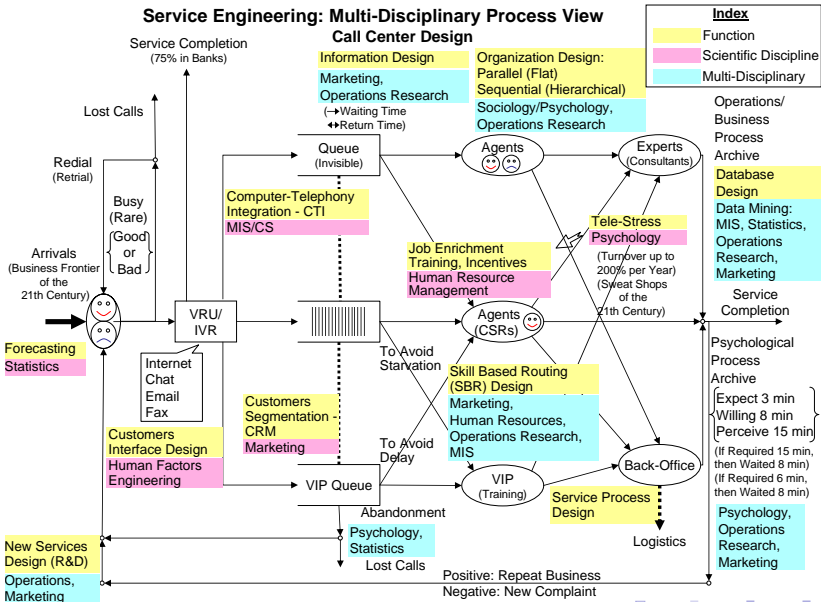 Service Engineering: Multi-Disciplinary Process View
Call Center Design
Index
Function
Scientific Discipline
Multi-Disciplinary
Service Completion
(75% in Banks)
Information Design
Marketing,
Operations Research
(→Waiting Time
↔Return Time)
Organization Design:
Parallel (Flat)
Sequential (Hierarchical)
Sociology/Psychology,
Operations Research
Lost Calls
Redial
(Retrial)
Busy
(Rare)
Good
or
Bad
Queue
(Invisible)
Agents
Experts
(Consultants)
Operations/
Business
Process
Archive
Database
Design
Data Mining:
MIS, Statistics,
Operations
Research,
Marketing
Computer-Telephony
Integration - CTI
MIS/CS
Job Enrichment
Training, Incentives
Human Resource
Management
Tele-Stress
Psychology
(Turnover up to
200% per Year)
(Sweat Shops
of the
21th Century)
Arrivals
(Business Frontier
of the
21th Century)
Forecasting
Statistics
VRU/
IVR
Internet
Chat
Email
Fax
Agents
(CSRs)
Service
Completion
To Avoid
Starvation
Skill Based Routing
(SBR) Design
Marketing,
Human Resources,
Operations Research,
MIS
Psychological
Process
Archive
Expect 3 min
Willing 8 min
Perceive 15 min
(If Required 15 min,
then Waited 8 min)
(If Required 6 min,
then Waited 8 min)
Psychology,
Operations
Research,
Marketing
Customers
Interface Design
Human Factors
Engineering
Customers
Segmentation -
CRM
Marketing
To Avoid
Delay
VIP Queue
VIP
(Training)
Back-Office
Service Process
Design
Logistics
Abandonment
Psychology,
Statistics
Lost Calls
New Services
Design (R&D)
Operations,
Marketing
Positive: Repeat Business
Negative: New Complaint